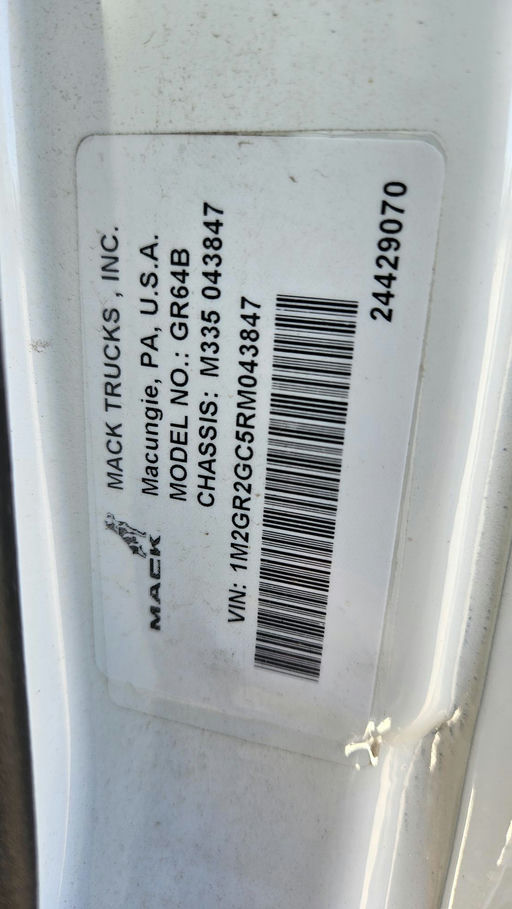 MACK TRUCKS , INC.
Macungie, PA, U.S.A.
MODEL NO.: GR64B
CHASSIS: M335 043847
MACK
VIN: 1M2GR2GC5RM043847
24429070